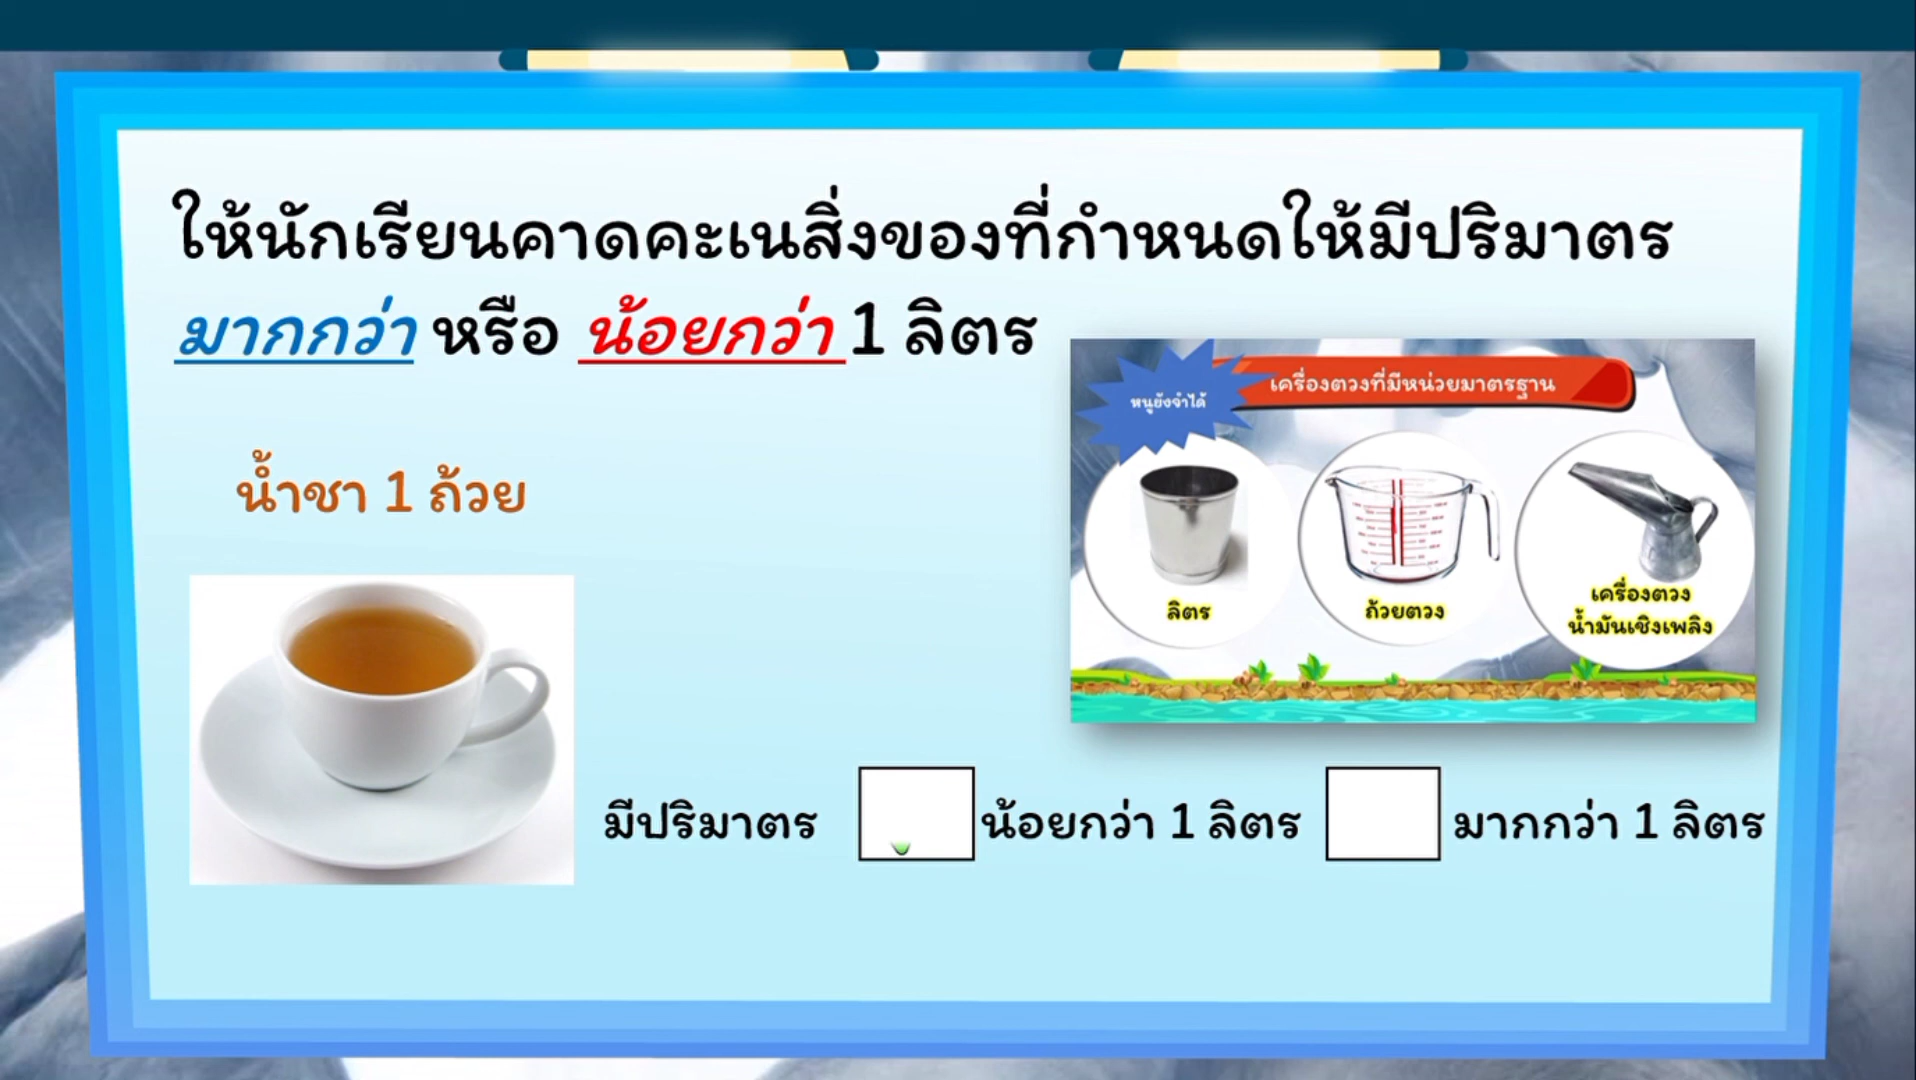 ให้นักเรียนคาดคะเนสิ่งของที่กำหนดให้มีปริมาตร
มากกว่า หรือ น้อยกว่า 1 ลิตร
หนูยังจำได้
เครื่องตวงที่มีหน่วยมาตรฐาน
น้ำชา 1 ถ้วย
ลิตร
ถ้วยตวง
เครื่องตวง
น้ำมันเชิงเพลิง
มีปริมาตร น้อยกว่า 1 ลิตร มากกว่า 1 ลิตร